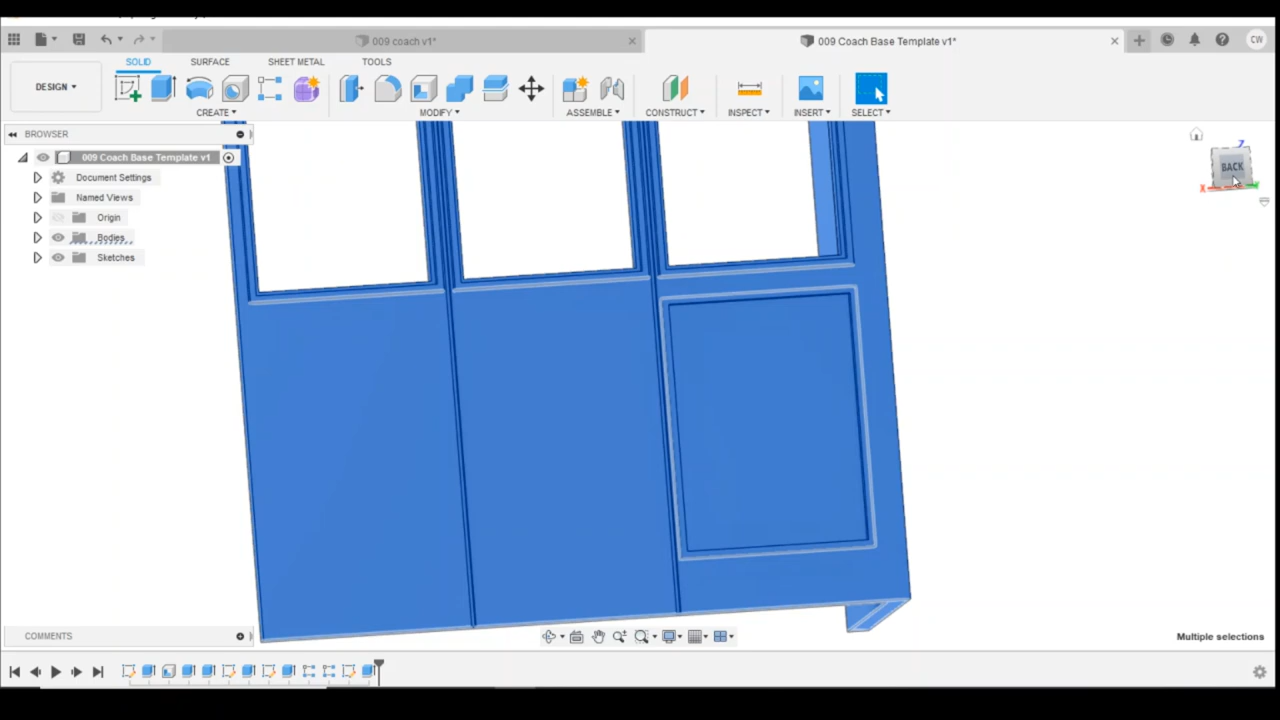 009 coach v1*
009 Coach Base Template v1*
CW
DESIGN
SOLID
SURFACE
SHEET METAL
TOOLS
CREATE
MODIFY
ASSEMBLE
CONSTRUCT
INSPECT
INSERT
SELECT
BROWSER
009 Coach Base Template v1
Document Settings
Named Views
Origin
Bodies
Sketches
Z
BACK
X
COMMENTS
Multiple selections